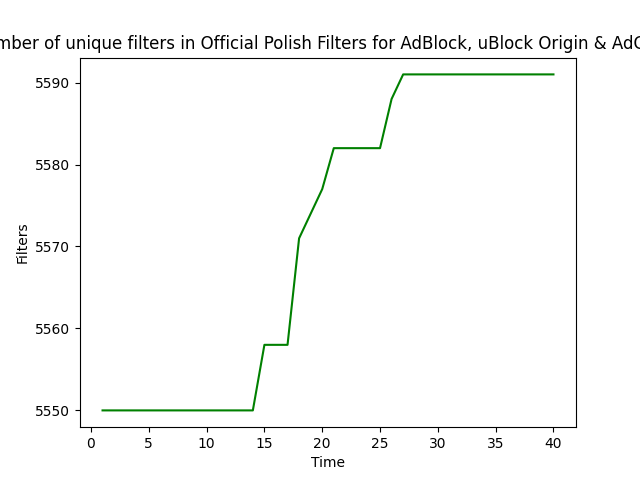 mber of unique filters in Official Polish Filters for AdBlock, uBlock Origin & AdG
5590
5580
5570
5560
5550
Filters
0 5 10 15 20 25 30 35 40
Time